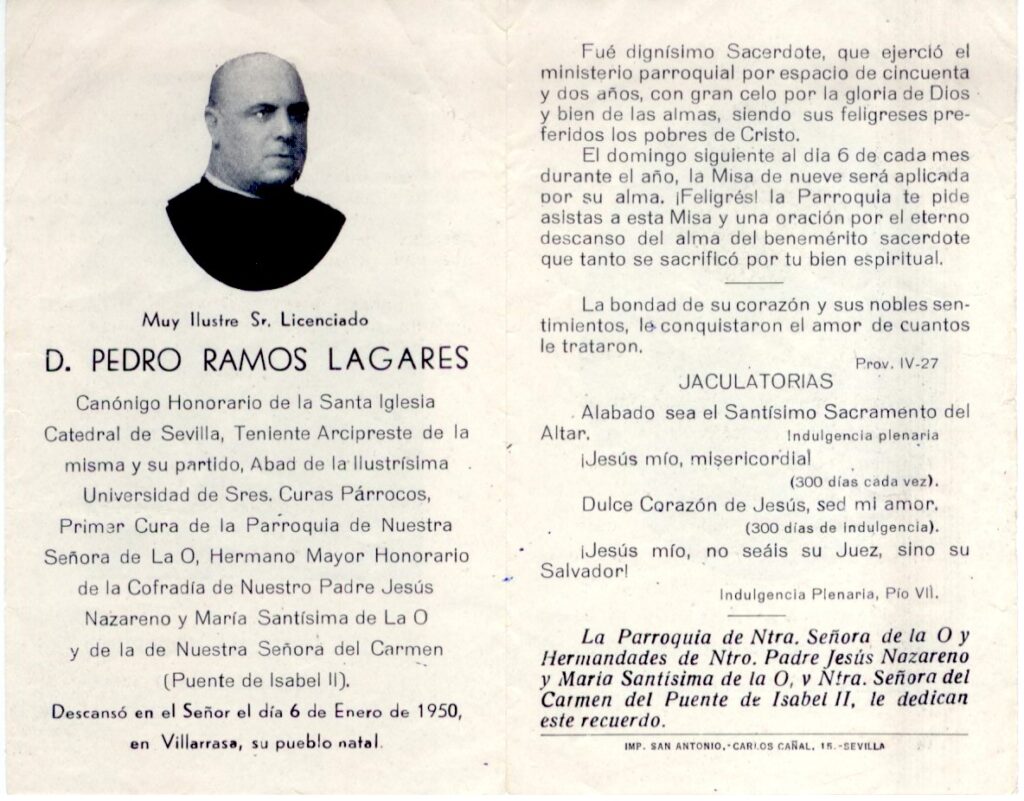 Muy Ilustre Sr. Licenciado
D. PEDRO RAMOS LAGARES
Canónigo Honorario de la Santa Iglesia
Catedral de Sevilla, Teniente Arcipreste de la
misma y su partido, Abad de la Ilustrísima
Universidad de Sres. Curas Párrocos,
Primer Cura de la Parroquia de Nuestra
Señora de La O, Hermano Mayor Honorario
de la Cofradía de Nuestro Padre Jesús
Nazareno y María Santísima de La O
y de la de Nuestra Señora del Carmen
(Puente de Isabel II).
Descansó en el Señor el día 6 de Enero de 1950,
en Villarrasa, su pueblo natal.
Fué dignísimo Sacerdote, que ejerció el
ministerio parroquial por espacio de cincuenta
y dos años, con gran celo por la gloria de Dios
y bien de las almas, siendo sus feligreses pre-
feridos los pobres de Cristo.
El domingo siguiente al dia 6 de cada mes
durante el año, la Misa de nueve será aplicada
por su alma. ¡Feligrés! la Parroquia te pide
asistas a esta Misa y una oración por el eterno
descanso del alma del benemérito sacerdote
que tanto se sacrificó por tu bien espiritual.
La bondad de su corazón y sus nobles sen-
timientos, le conquistaron el amor de cuantos
le trataron.
Prov. IV-27
JACULATORIAS
Alabado sea el Santísimo Sacramento del
Altar. Indulgencia plenaria
¡Jesús mío, misericordia!
(300 días cada vez).
Dulce Corazón de Jesús, sed mi amor.
(300 días de indulgencia).
¡Jesús mío, no seáis su Juez, sino su
Salvador!
Indulgencia Plenaria, Pío VII.
La Parroquia de Ntra. Señora de la O y
Hermandades de Ntro. Padre Jesús Nazareno
y María Santísima de la O, y Ntra. Señora del
Carmen del Puente de Isabel II, le dedican
este recuerdo.
IMP. SAN ANTONIO.-CARLOS CAÑAL, 15.-SEVILLA